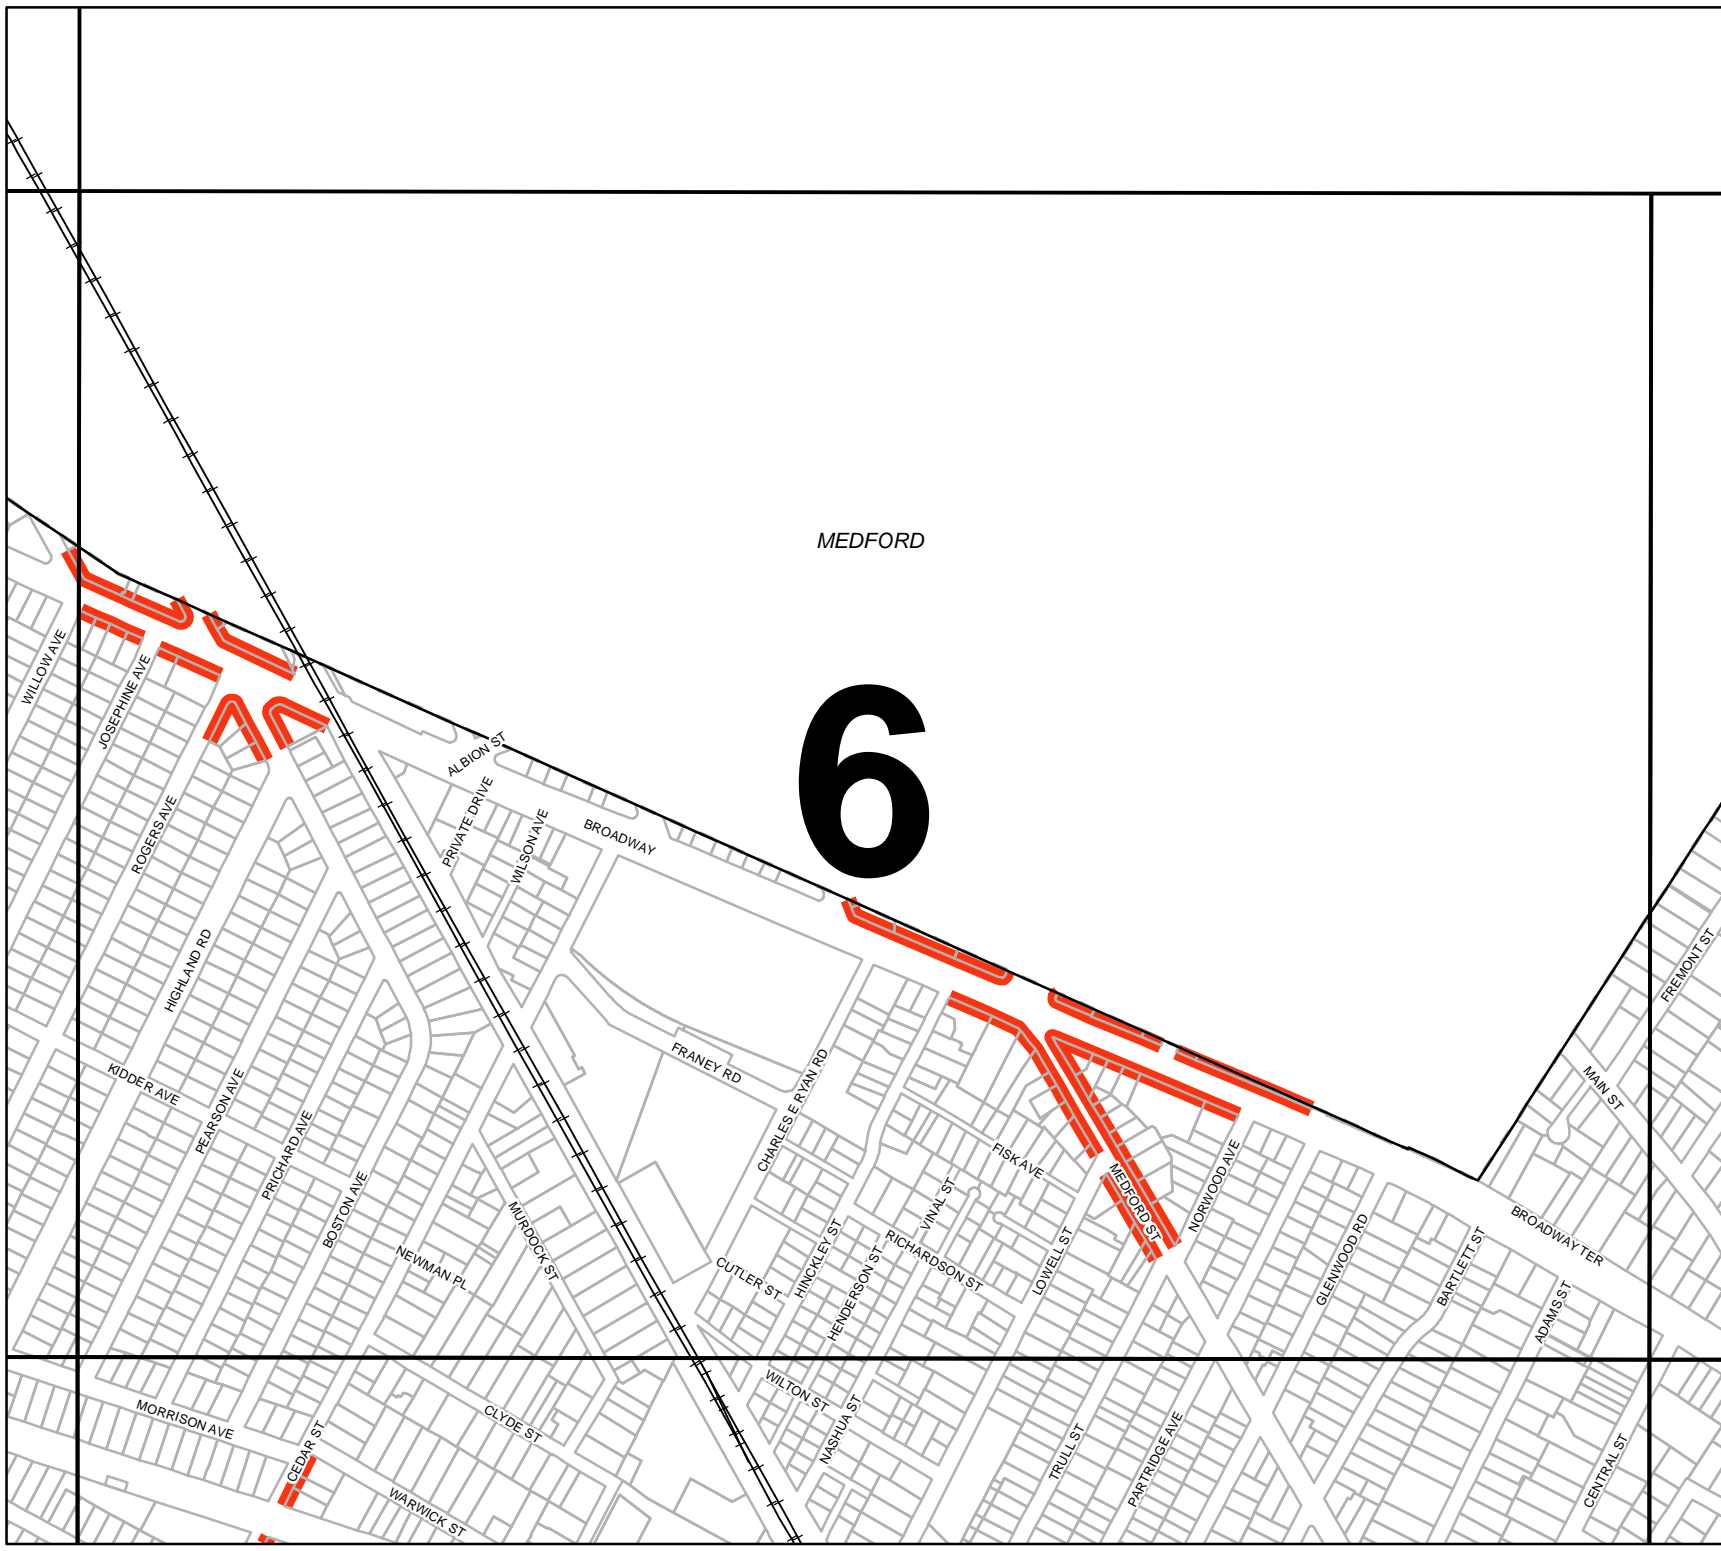 MEDFORD
6
WILLOW AVE
JOSEPHINE AVE
ALBION ST
PRIVATE DRIVE
WILSON AVE
BROADWAY
ROGERS AVE
HIGHLAND RD
FREMONT ST
KIDDER AVE
PEARSON AVE
PRICHARD AVE
BOSTON AVE
FRANEY RD
CHARLES E RYAN RD
FISK AVE
MAIN ST
MEDFORD ST
NORWOOD AVE
VINAL ST
MURDOCK ST
NEWMAN PL
CUTLER ST
HINCKLEY ST
HENDERSON ST
RICHARDSON ST
LOWELL ST
GLENWOOD RD
BARTLETT ST
BROADWAY TER
ADAMS ST
MORRISON AVE
CEDAR ST
CLYDE ST
WARWICK ST
WILTON ST
NASHUA ST
TRULL ST
PARTRIDGE AVE
CENTRAL ST